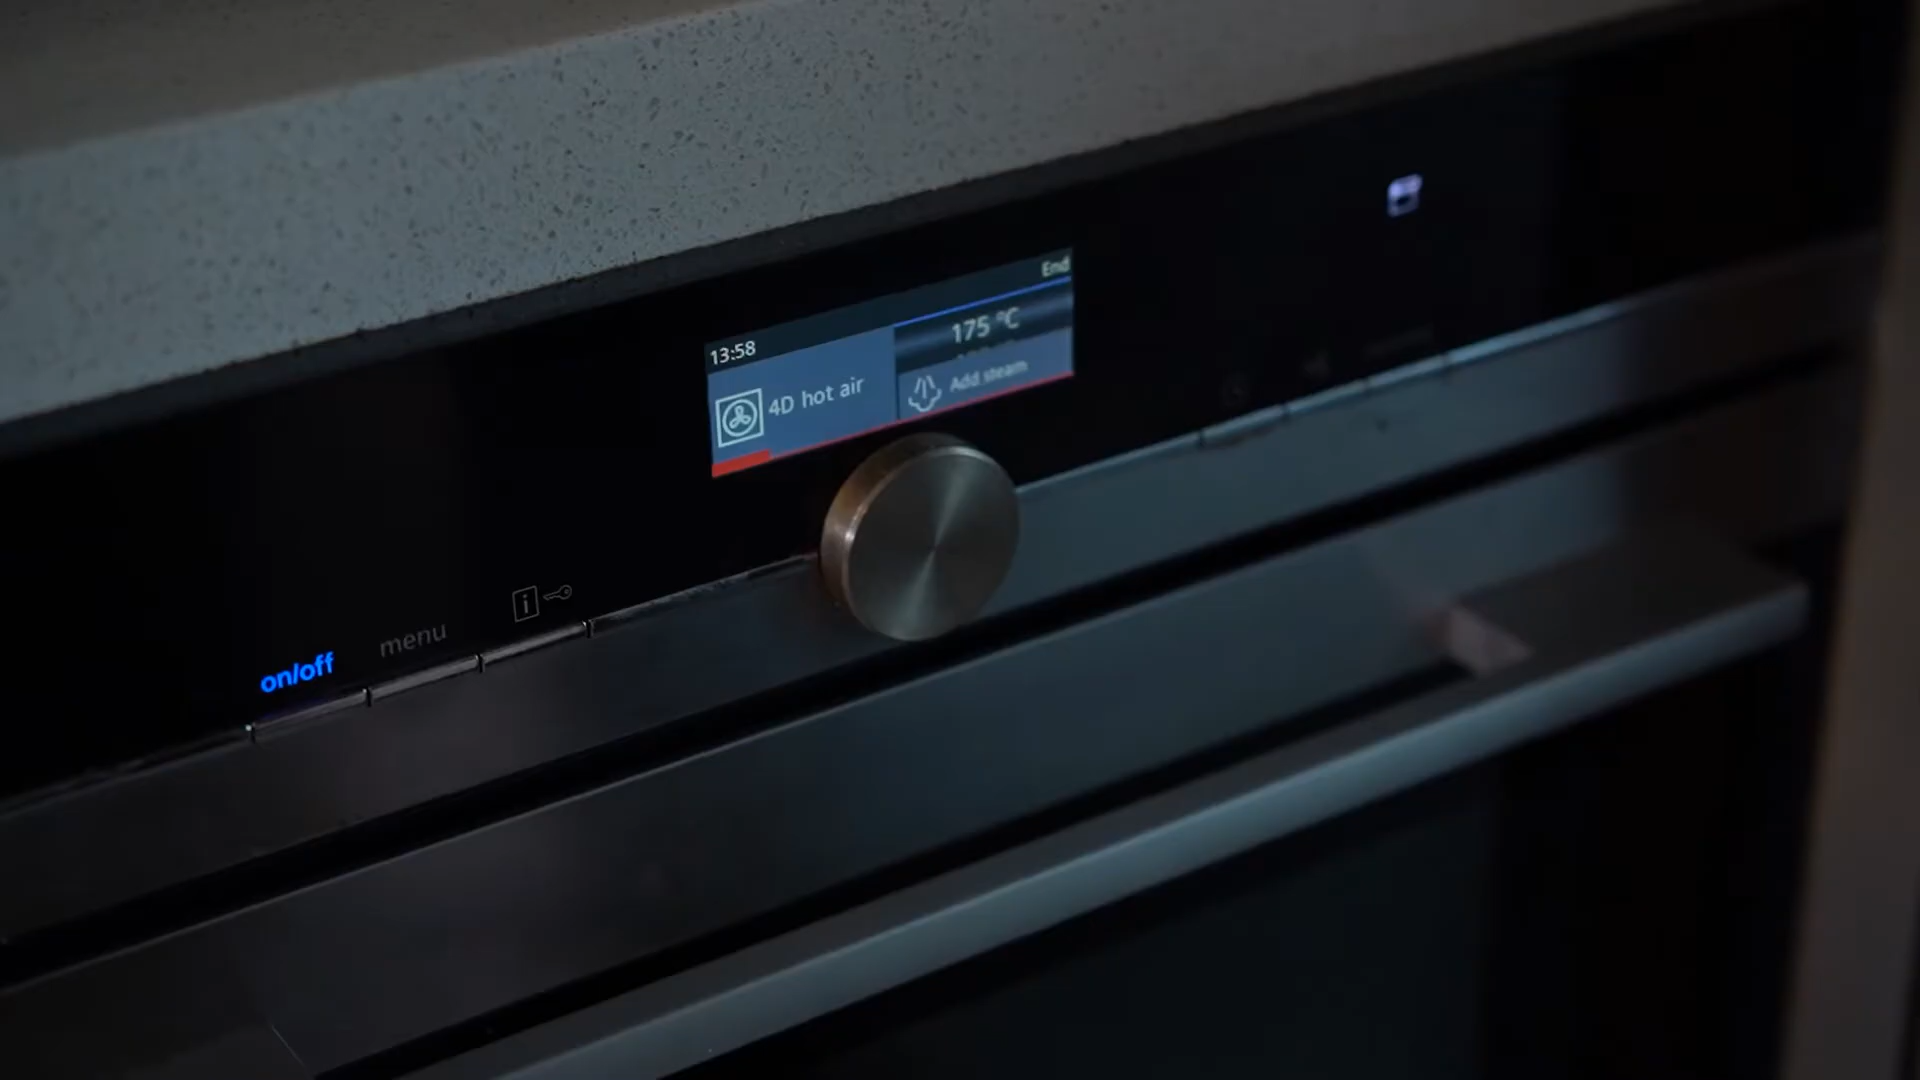 End
13:58
175 °C
4D hot air
Add steam
i
menu
on/off